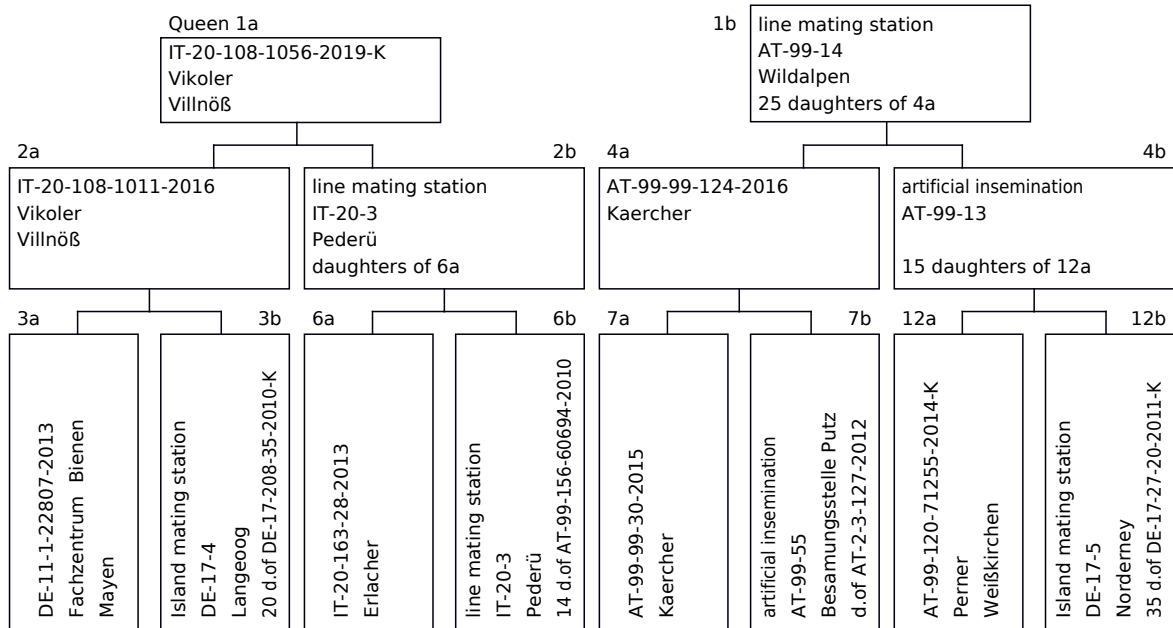 Queen 1a
IT-20-108-1056-2019-K
Vikoler
Villnöß
1b
line mating station
AT-99-14
Wildalpen
25 daughters of 4a
2a
IT-20-108-1011-2016
Vikoler
Villnöß
2b
line mating station
IT-20-3
Pederü
daughters of 6a
4a
AT-99-99-124-2016
Kaercher
4b
artificial insemination
AT-99-13
15 daughters of 12a
3a
DE-11-1-22807-2013
Fachzentrum Bienen
Mayen
3b
Island mating station
DE-17-4
Langeoog
20 d.of DE-17-208-35-2010-K
6a
IT-20-163-28-2013
Erlacher
6b
line mating station
IT-20-3
Pederü
14 d.of AT-99-156-60694-2010
7a
AT-99-99-30-2015
Kaercher
7b
artificial insemination
AT-99-55
Besamungsstelle Putz
d.of AT-2-3-127-2012
12a
AT-99-120-71255-2014-K
Perner
Weißkirchen
12b
Island mating station
DE-17-5
Norderney
35 d.of DE-17-27-20-2011-K